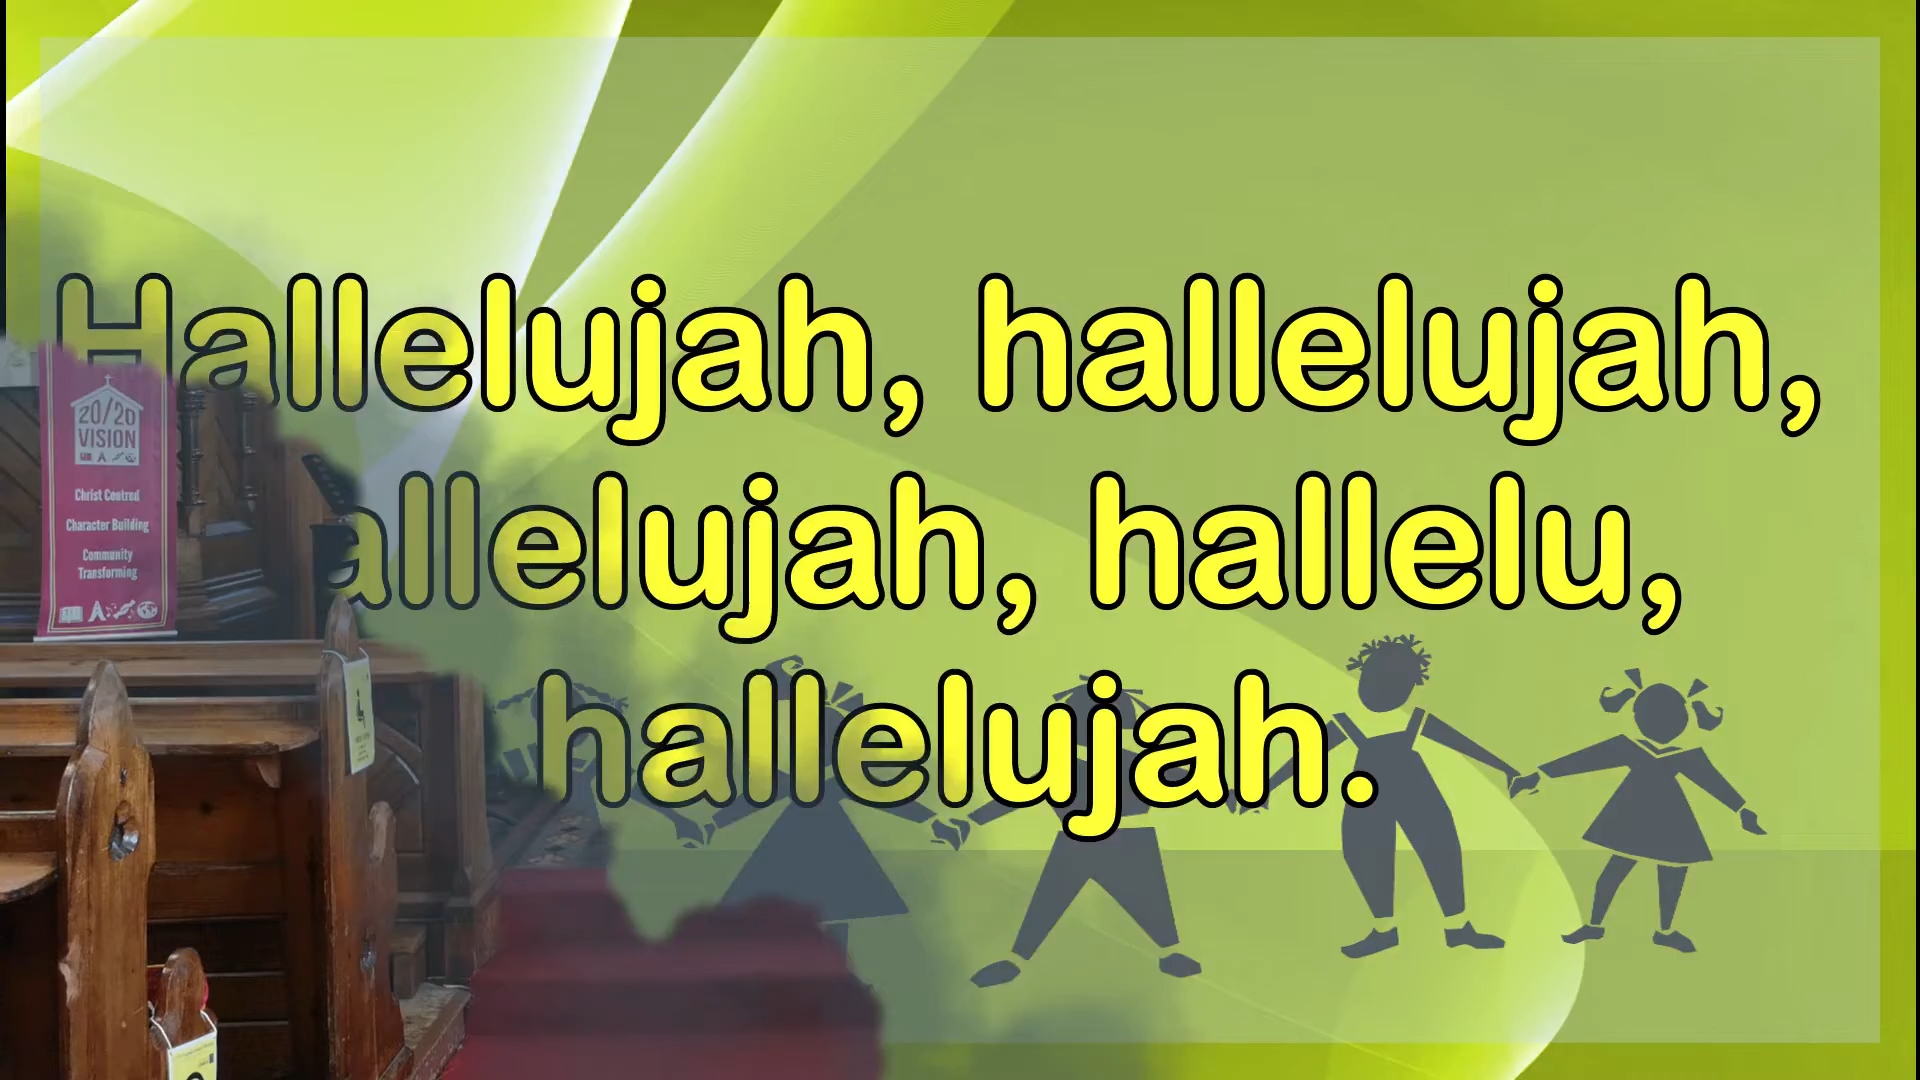 Hallelujah, hallelujah,
allelujah, hallelu,
hallelujah.
20/20
VISION
Christ Centred
Character Building
Community
Transforming